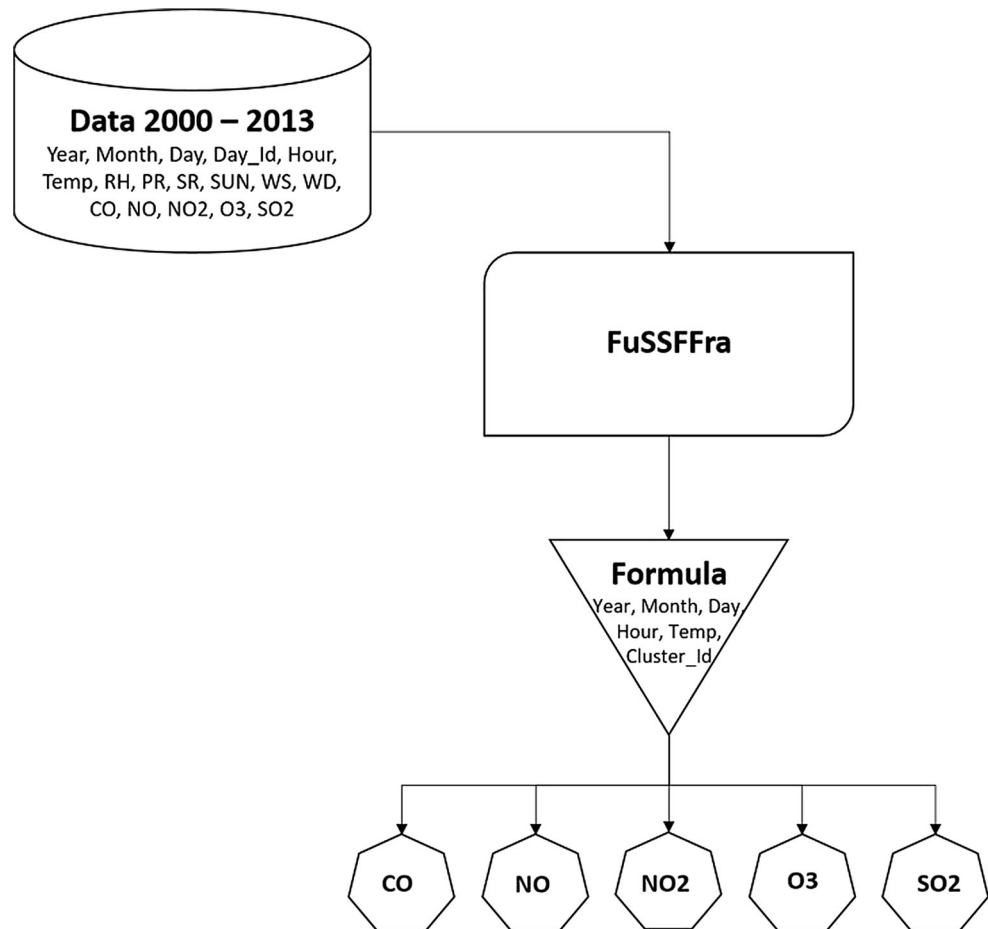 Data 2000 – 2013
Year, Month, Day, Day_Id, Hour,
Temp, RH, PR, SR, SUN, WS, WD,
CO, NO, NO2, O3, SO2
FuSSFFra
Formula
Year, Month, Day,
Hour, Temp,
Cluster_Id
CO
NO
NO2
O3
SO2